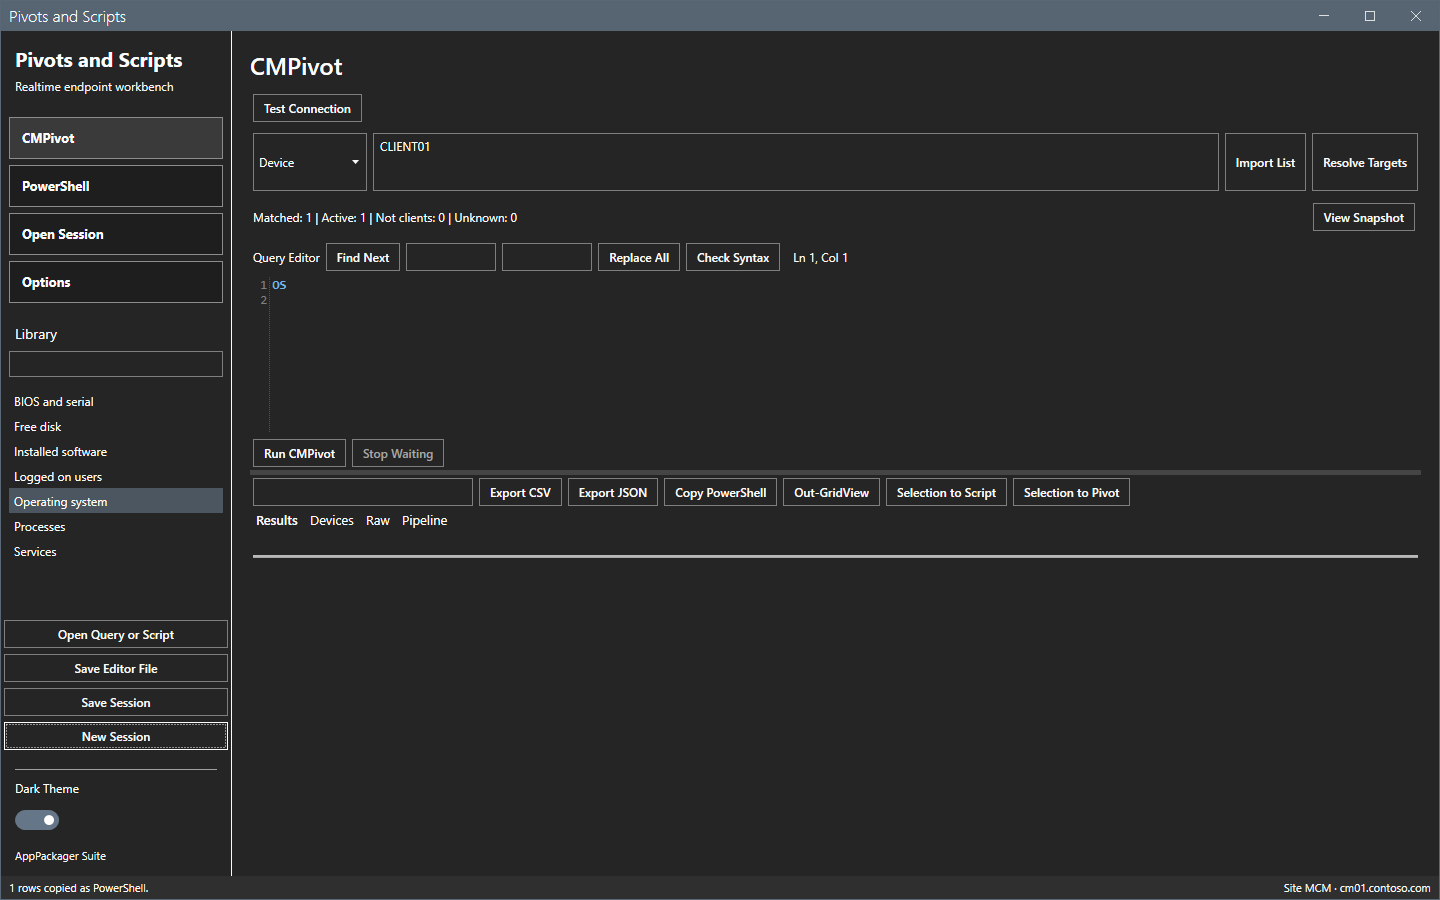 Pivots and Scripts
Pivots and Scripts
Realtime endpoint workbench
CMPivot
PowerShell
Open Session
Options
Library
BIOS and serial
Free disk
Installed software
Logged on users
Operating system
Processes
Services
Open Query or Script
Save Editor File
Save Session
New Session
Dark Theme
AppPackager Suite
CMPivot
Test Connection
Device
CLIENT01
Import List
Resolve Targets
Matched: 1 | Active: 1 | Not clients: 0 | Unknown: 0
View Snapshot
Query Editor
Find Next
Replace All
Check Syntax
Ln 1, Col 1
1 OS
2
Run CMPivot
Stop Waiting
Export CSV
Export JSON
Copy PowerShell
Out-GridView
Selection to Script
Selection to Pivot
Results
Devices
Raw
Pipeline
1 rows copied as PowerShell.
Site MCM · cm01.contoso.com